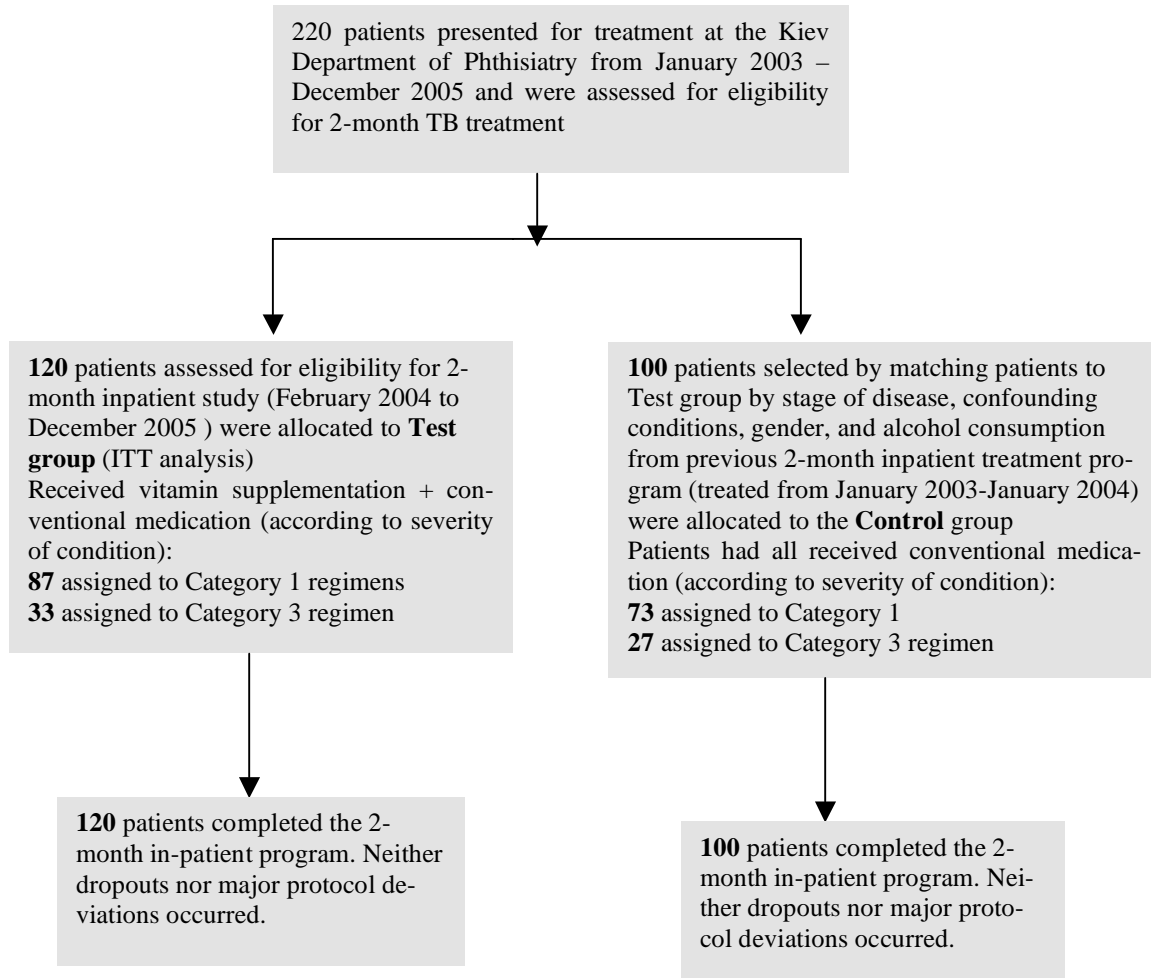 220 patients presented for treatment at the Kiev
Department of Phthisiatry from January 2003 –
December 2005 and were assessed for eligibility
for 2-month TB treatment
120 patients assessed for eligibility for 2-
month inpatient study (February 2004 to
December 2005 ) were allocated to Test
group (ITT analysis)
Received vitamin supplementation + con-
ventional medication (according to severity
of condition):
87 assigned to Category 1 regimens
33 assigned to Category 3 regimen
100 patients selected by matching patients to
Test group by stage of disease, confounding
conditions, gender, and alcohol consumption
from previous 2-month inpatient treatment pro-
gram (treated from January 2003-January 2004)
were allocated to the Control group
Patients had all received conventional medica-
tion (according to severity of condition):
73 assigned to Category 1
27 assigned to Category 3 regimen
120 patients completed the 2-
month in-patient program. Neither
dropouts nor major protocol de-
viations occurred.
100 patients completed the 2-
month in-patient program. Nei-
ther dropouts nor major proto-
col deviations occurred.